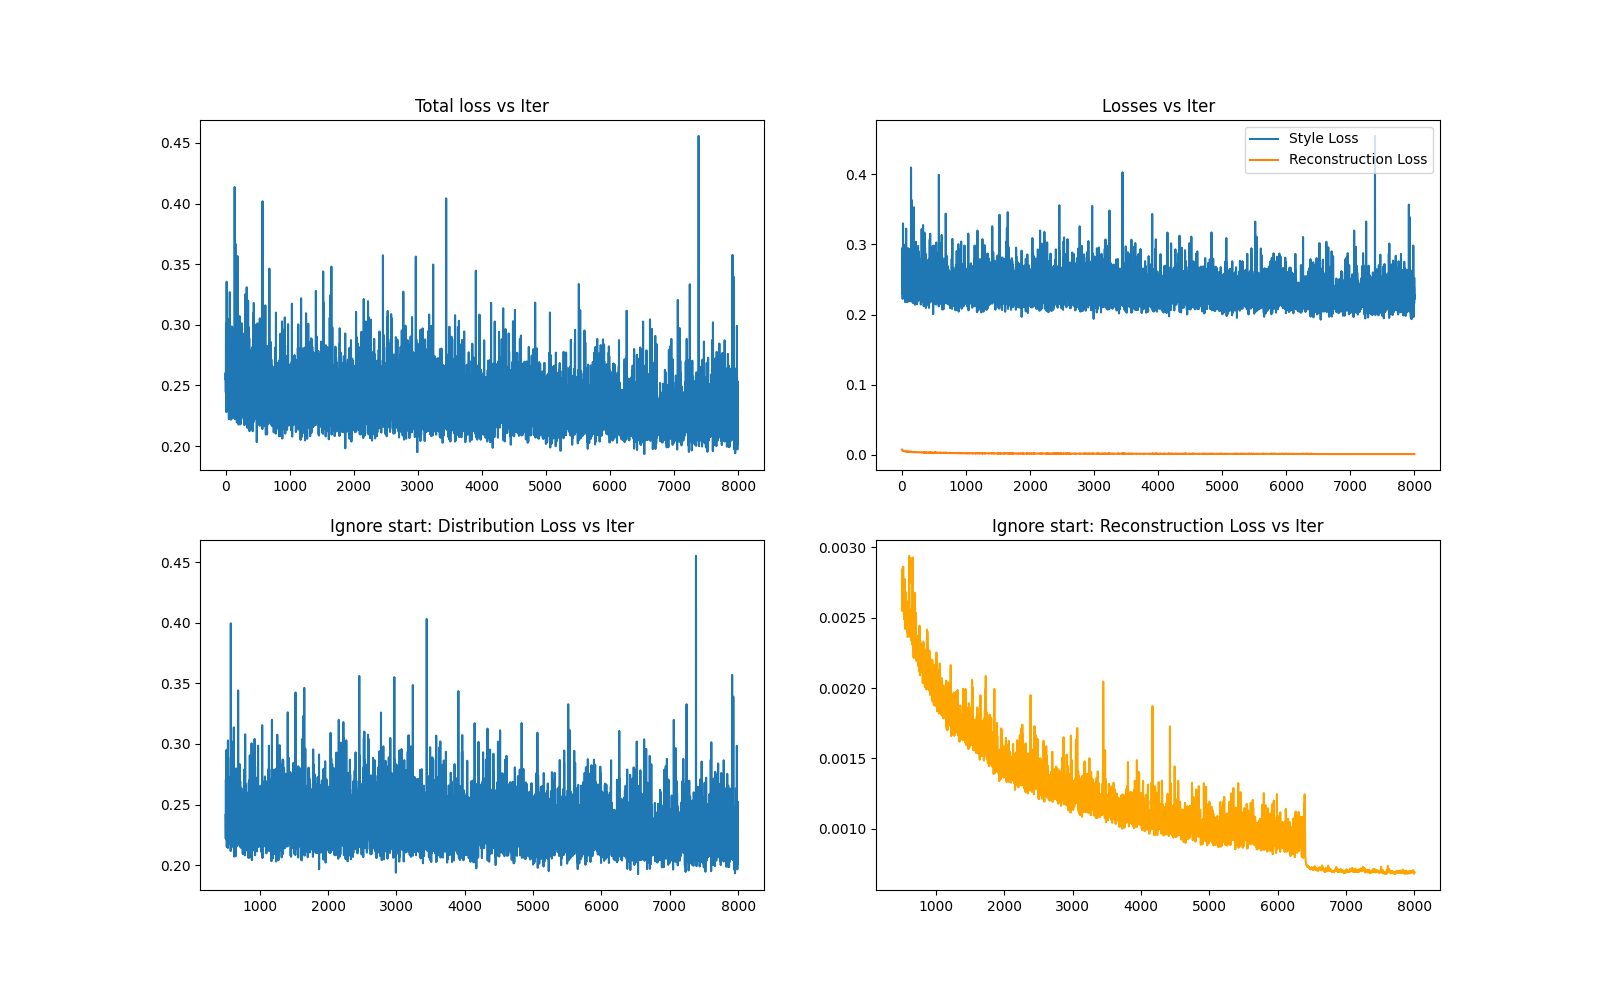 Total loss vs Iter
0.45
0.40
0.35
0.30
0.25
0.20
0 1000 2000 3000 4000 5000 6000 7000 8000
Losses vs Iter
Style Loss
Reconstruction Loss
0.4
0.3
0.2
0.1
0.0
0 1000 2000 3000 4000 5000 6000 7000 8000
Ignore start: Distribution Loss vs Iter
0.45
0.40
0.35
0.30
0.25
0.20
1000 2000 3000 4000 5000 6000 7000 8000
Ignore start: Reconstruction Loss vs Iter
0.0030
0.0025
0.0020
0.0015
0.0010
1000 2000 3000 4000 5000 6000 7000 8000